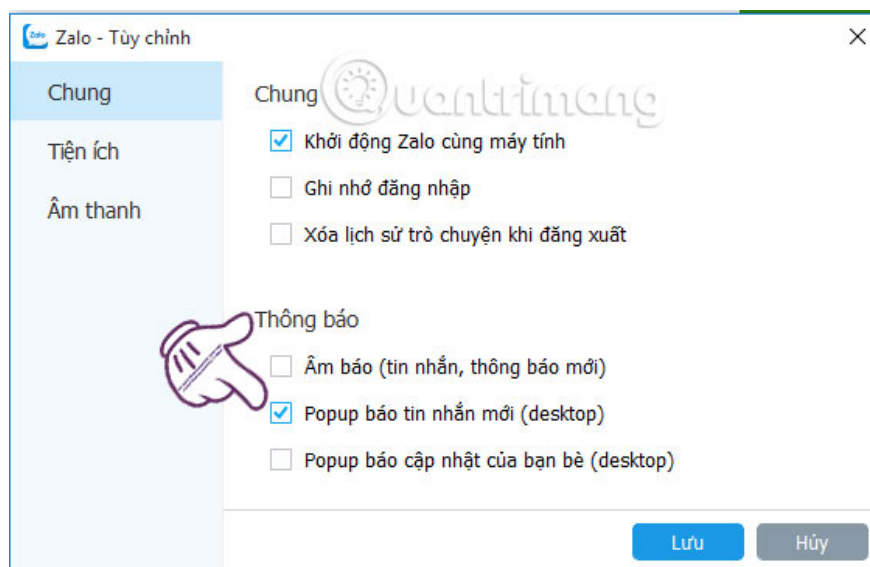 Zalo - Tùy chỉnh
Chung
Tiện ích
Âm thanh
Chung
Quantrimang
Khởi động Zalo cùng máy tính
Ghi nhớ đăng nhập
Xóa lịch sử trò chuyện khi đăng xuất
Thông báo
Âm báo (tin nhắn, thông báo mới)
Popup báo tin nhắn mới (desktop)
Popup báo cập nhật của bạn bè (desktop)
Lưu
Hủy